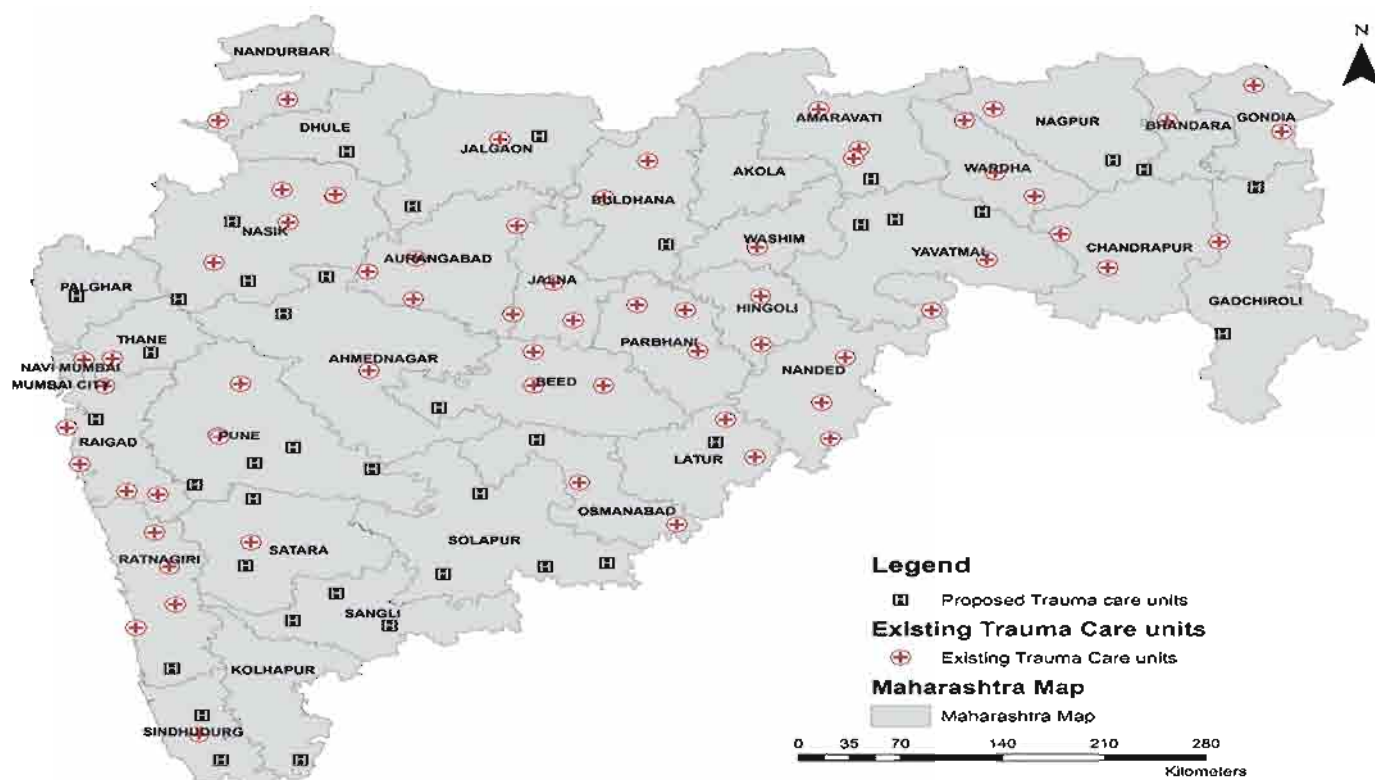 N
NANDURBAR
DHULE
JALGAON
AMARAVATI
NAGPUR
BHANDARA
GONDIA
AKOLA
WARDHA
BULDHANA
NASIK
WASHIM
YAVATMAL
CHANDRAPUR
AURANGABAD
JALNA
PALGHAR
GADCHIROLI
HINGOLI
THANE
PARBHANI
AHMEDNAGAR
NAVI MUMBAI
NANDED
MUMBAI CITY
BEED
PUNE
RAIGAD
LATUR
OSMANABAD
SOLAPUR
SATARA
RATNAGIRI
SANGLI
KOLHAPUR
SINDHUDURG
Legend
H Proposed Trauma care units
Existing Trauma Care units
Existing Trauma Care units
Maharashtra Map
Maharashtra Map
0 35 70 140 210 280
Kilometers